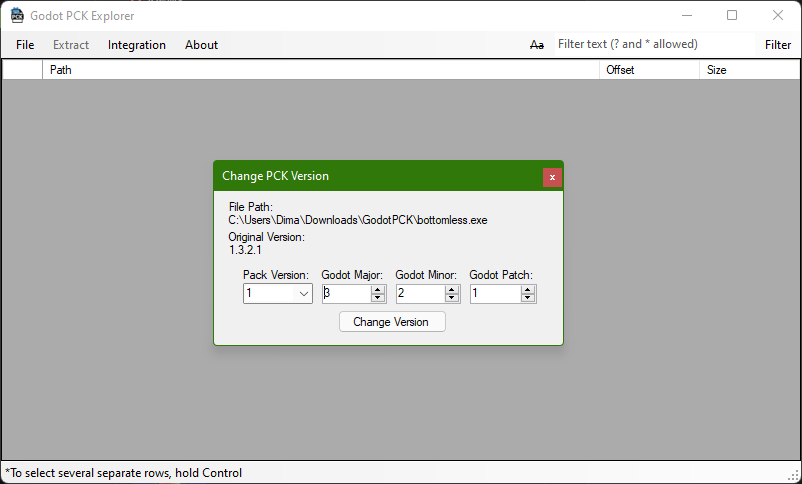 Godot PCK Explorer
File Extract Integration About Aa Filter text (? and * allowed) Filter
Path Offset Size
Change PCK Version x
File Path:
C:\Users\Dima\Downloads\GodotPCK\bottomless.exe
Original Version:
1.3.2.1
Pack Version: Godot Major: Godot Minor: Godot Patch:
1 3 2 1
Change Version
*To select several separate rows, hold Control